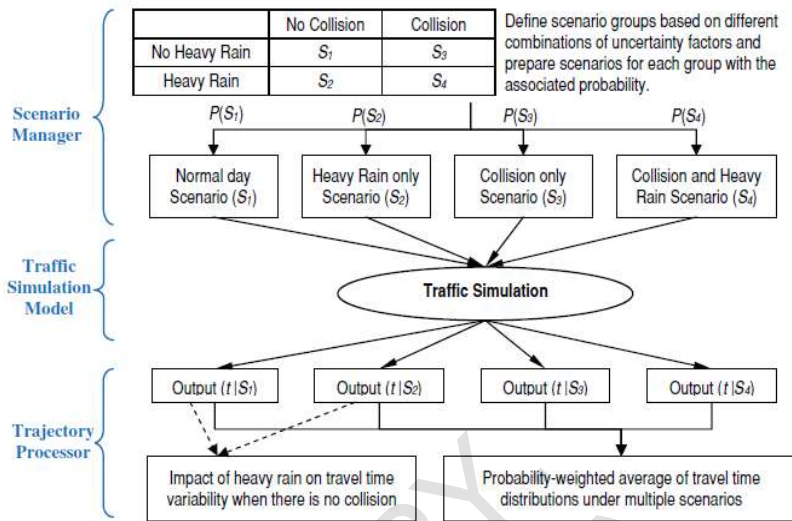 No Collision Collision
No Heavy Rain S1 S3
Heavy Rain S2 S4
Define scenario groups based on different
combinations of uncertainty factors and
prepare scenarios for each group with the
associated probability.
Scenario
Manager
P(S1) P(S2) P(S3) P(S4)
Normal day
Scenario (S1)
Heavy Rain only
Scenario (S2)
Collision only
Scenario (S3)
Collision and Heavy
Rain Scenario (S4)
Traffic
Simulation
Model
Traffic Simulation
Trajectory
Processor
Output (t|S1) Output (t|S2) Output (t|S3) Output (t|S4)
Impact of heavy rain on travel time
variability when there is no collision
Probability-weighted average of travel time
distributions under multiple scenarios